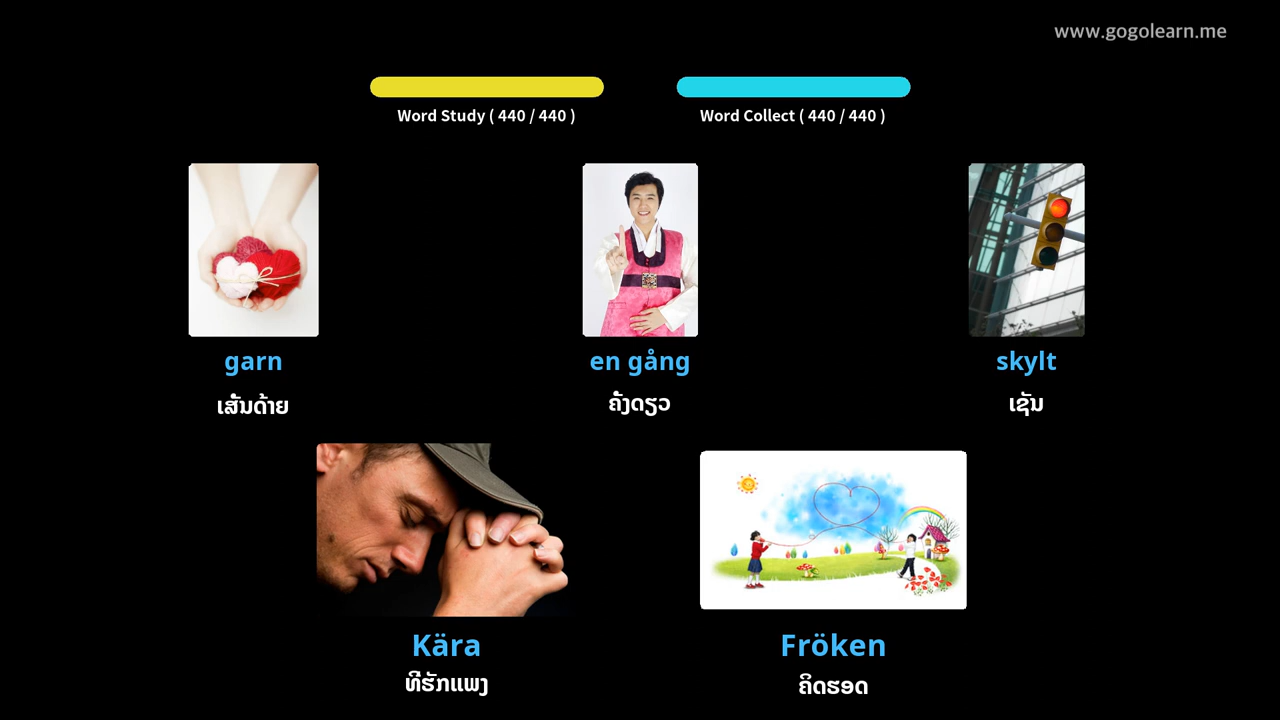 www.gogolearn.me
Word Study ( 440 / 440 )
Word Collect ( 440 / 440 )
garn
en gång
skylt
ເສັ້ນດ້າຍ
ຄັ້ງດຽວ
ເຊັນ
Kära
Fröken
ທີ່ຮັກແພງ
ຄິດຮອດ